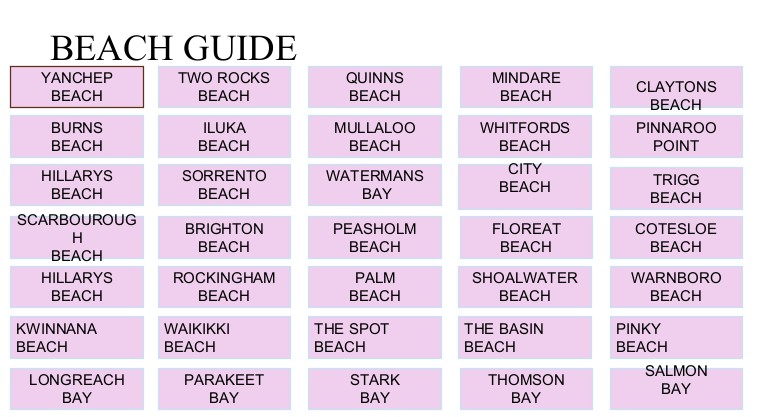 BEACH GUIDE
YANCHEP
BEACH
TWO ROCKS
BEACH
QUINNS
BEACH
MINDARE
BEACH
CLAYTONS
BEACH
BURNS
BEACH
ILUKA
BEACH
MULLALOO
BEACH
WHITFORDS
BEACH
PINNAROO
POINT
HILLARYS
BEACH
SORRENTO
BEACH
WATERMANS
BAY
CITY
BEACH
TRIGG
BEACH
SCARBOUROUG
H
BEACH
BRIGHTON
BEACH
PEASHOLM
BEACH
FLOREAT
BEACH
COTESLOE
BEACH
HILLARYS
BEACH
ROCKINGHAM
BEACH
PALM
BEACH
SHOALWATER
BEACH
WARNBORO
BEACH
KWINNANA
BEACH
WAIKIKKI
BEACH
THE SPOT
BEACH
THE BASIN
BEACH
PINKY
BEACH
LONGREACH
BAY
PARAKEET
BAY
STARK
BAY
THOMSON
BAY
SALMON
BAY